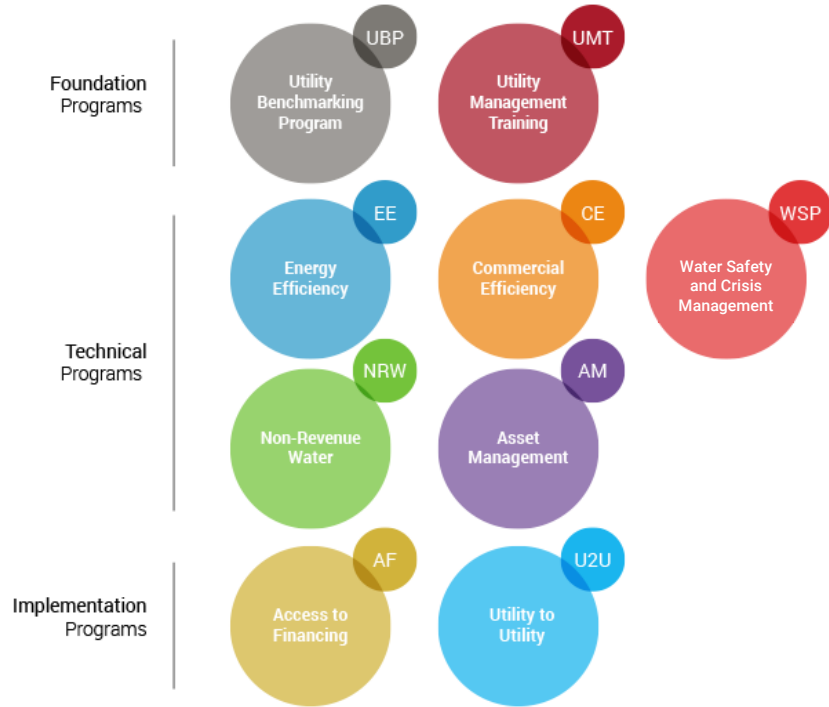 Foundation
Programs
UBP
Utility
Benchmarking
Program
UMT
Utility
Management
Training
Technical
Programs
EE
Energy
Efficiency
CE
Commercial
Efficiency
WSP
Water Safety
and Crisis
Management
NRW
Non-Revenue
Water
AM
Asset
Management
Implementation
Programs
AF
Access to
Financing
U2U
Utility to
Utility